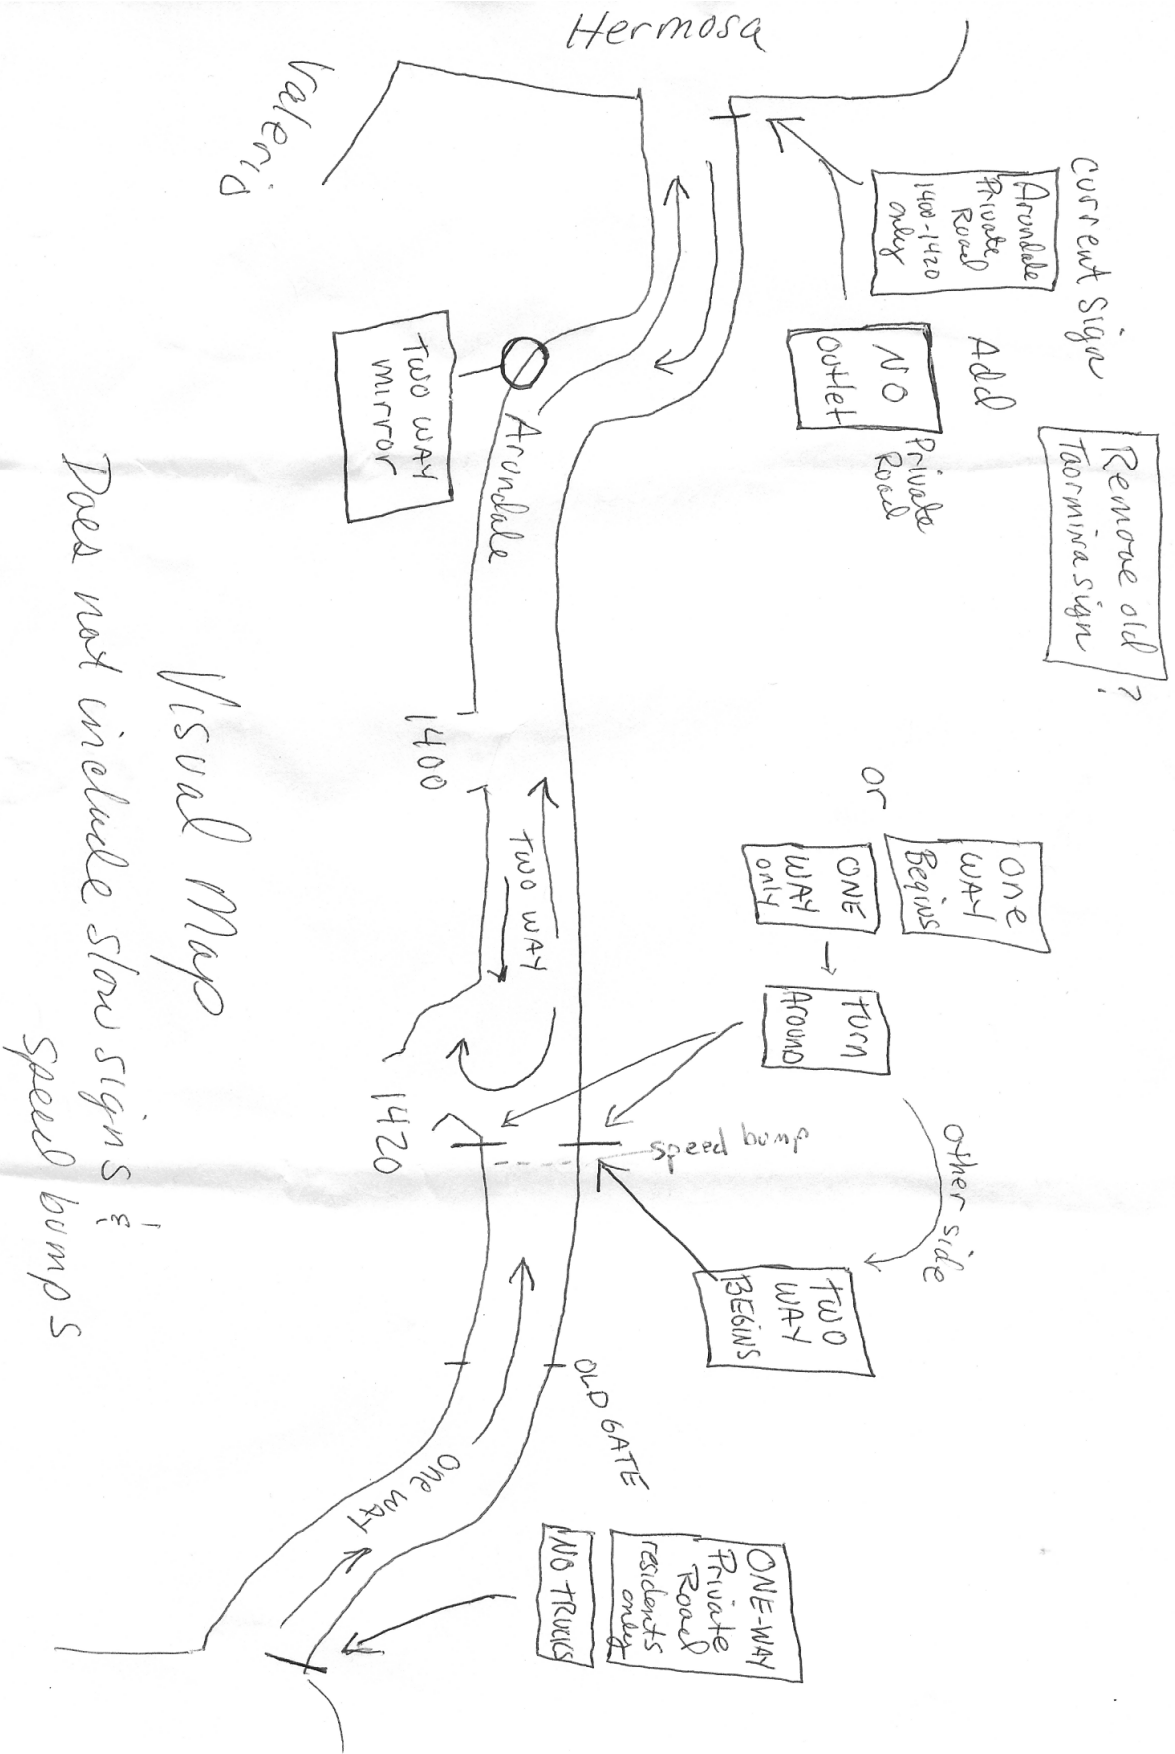 Hermosa
Valerio
Current Sign
Arondale
Private
Road
1400-1420
only
Add
NO
Outlet
Private
Road
Remove old
Taormina sign
?
TWO WAY
Mirror
Arondale
1400
TWO WAY
1420
or
One
WAY
Begins
ONE
WAY
only
→
Turn
Around
speed bump
other side
TWO
WAY
BEGINS
OLD GATE
One WAY
ONE-WAY
Private
Road
residents
only
NO TRUCKS
Visual Map
Does not include slow signs &
speed bumps